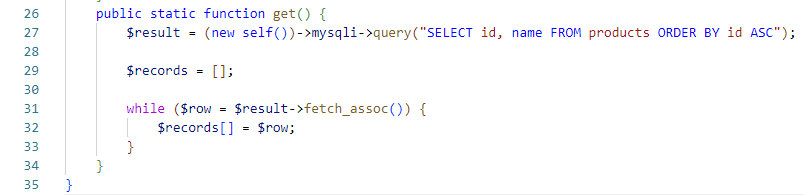 26 public static function get() {
27 $result = (new self())->mysqli->query("SELECT id, name FROM products ORDER BY id ASC");
28
29 $records = [];
30
31 while ($row = $result->fetch_assoc()) {
32 $records[] = $row;
33 }
34 }
35 }